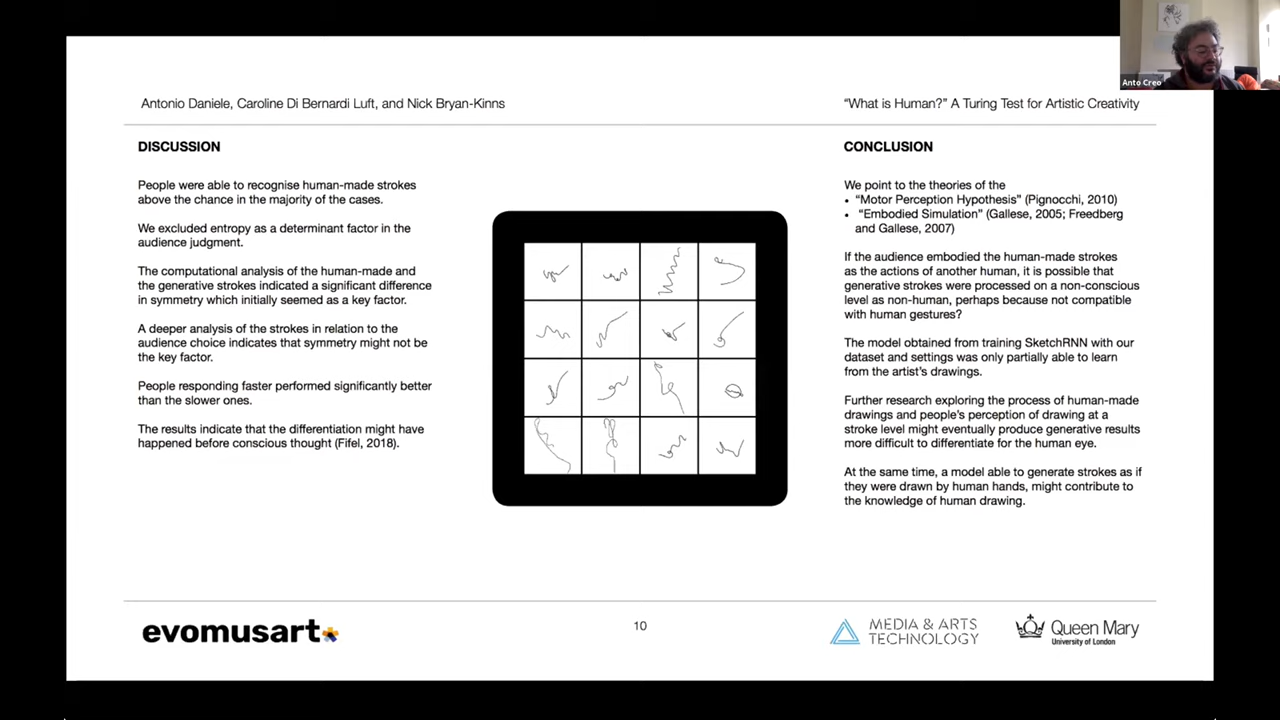 Anto Creo
Antonio Daniele, Caroline Di Bernardi Luft, and Nick Bryan-Kinns
“What is Human?” A Turing Test for Artistic Creativity
DISCUSSION
People were able to recognise human-made strokes
above the chance in the majority of the cases.
We excluded entropy as a determinant factor in the
audience judgment.
The computational analysis of the human-made and
the generative strokes indicated a significant difference
in symmetry which initially seemed as a key factor.
A deeper analysis of the strokes in relation to the
audience choice indicates that symmetry might not be
the key factor.
People responding faster performed significantly better
than the slower ones.
The results indicate that the differentiation might have
happened before conscious thought (Fifel, 2018).
CONCLUSION
We point to the theories of the
• “Motor Perception Hypothesis” (Pignocchi, 2010)
• “Embodied Simulation” (Gallese, 2005; Freedberg
and Gallese, 2007)
If the audience embodied the human-made strokes
as the actions of another human, it is possible that
generative strokes were processed on a non-conscious
level as non-human, perhaps because not compatible
with human gestures?
The model obtained from training SketchRNN with our
dataset and settings was only partially able to learn
from the artist’s drawings.
Further research exploring the process of human-made
drawings and people’s perception of drawing at a
stroke level might eventually produce generative results
more difficult to differentiate for the human eye.
At the same time, a model able to generate strokes as if
they were drawn by human hands, might contribute to
the knowledge of human drawing.
evomusart
10
MEDIA & ARTS
TECHNOLOGY
Queen Mary
University of London